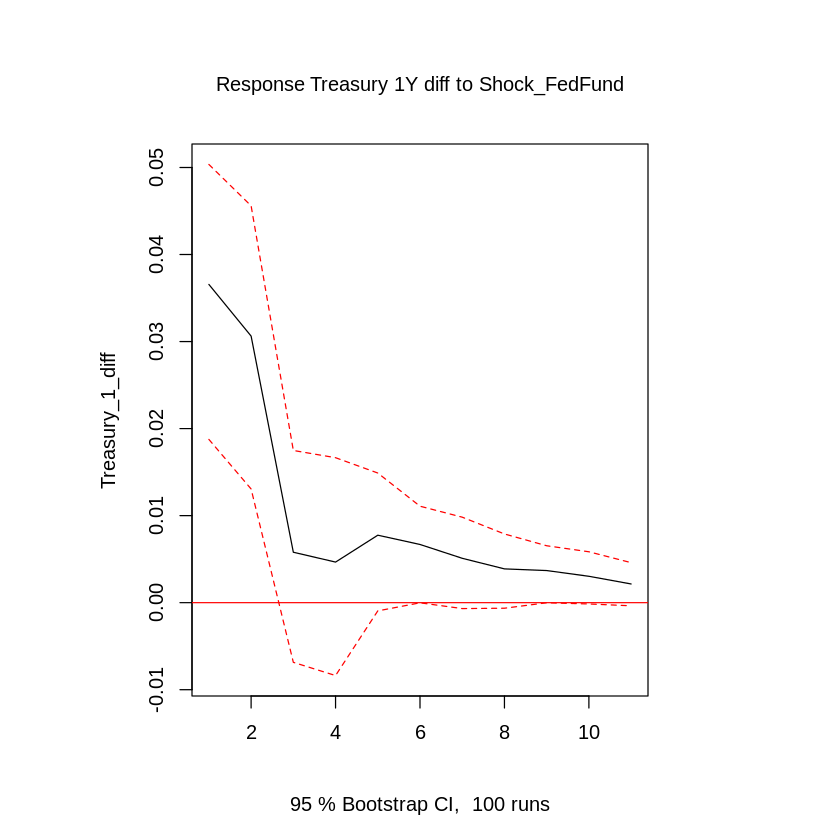 Response Treasury 1Y diff to Shock_FedFund
Treasury_1_diff
0.05
0.04
0.03
0.02
0.01
0.00
-0.01
2 4 6 8 10
95 % Bootstrap CI,  100 runs